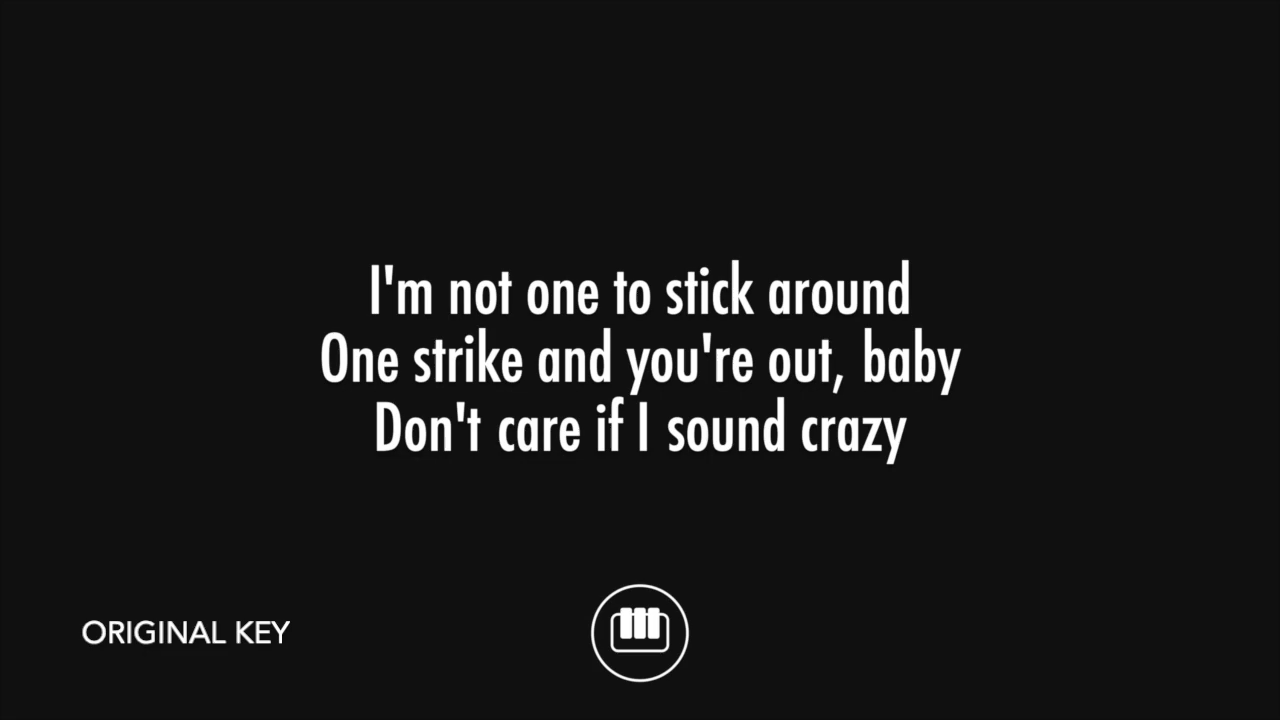 I'm not one to stick around
One strike and you're out, baby
Don't care if I sound crazy
ORIGINAL KEY